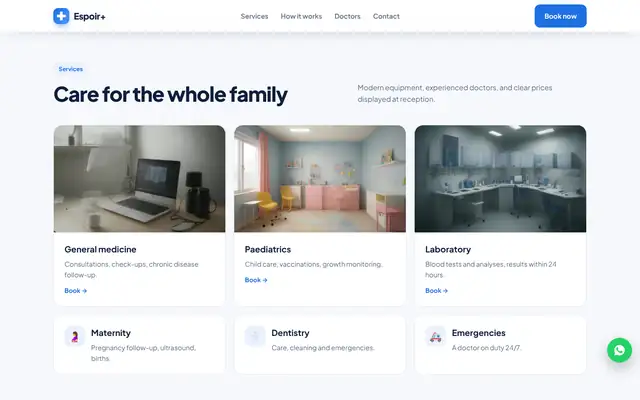 Espoir+
Services
How it works
Doctors
Contact
Book now
Services
Care for the whole family
Modern equipment, experienced doctors, and clear prices
displayed at reception.
General medicine
Consultations, check-ups, chronic disease
follow-up.
Book →
Paediatrics
Child care, vaccinations, growth monitoring.
Book →
Laboratory
Blood tests and analyses, results within 24
hours
Book →
Maternity
Pregnancy follow-up, ultrasound,
births.
Dentistry
Care, cleaning and emergencies.
Emergencies
A doctor on duty 24/7.